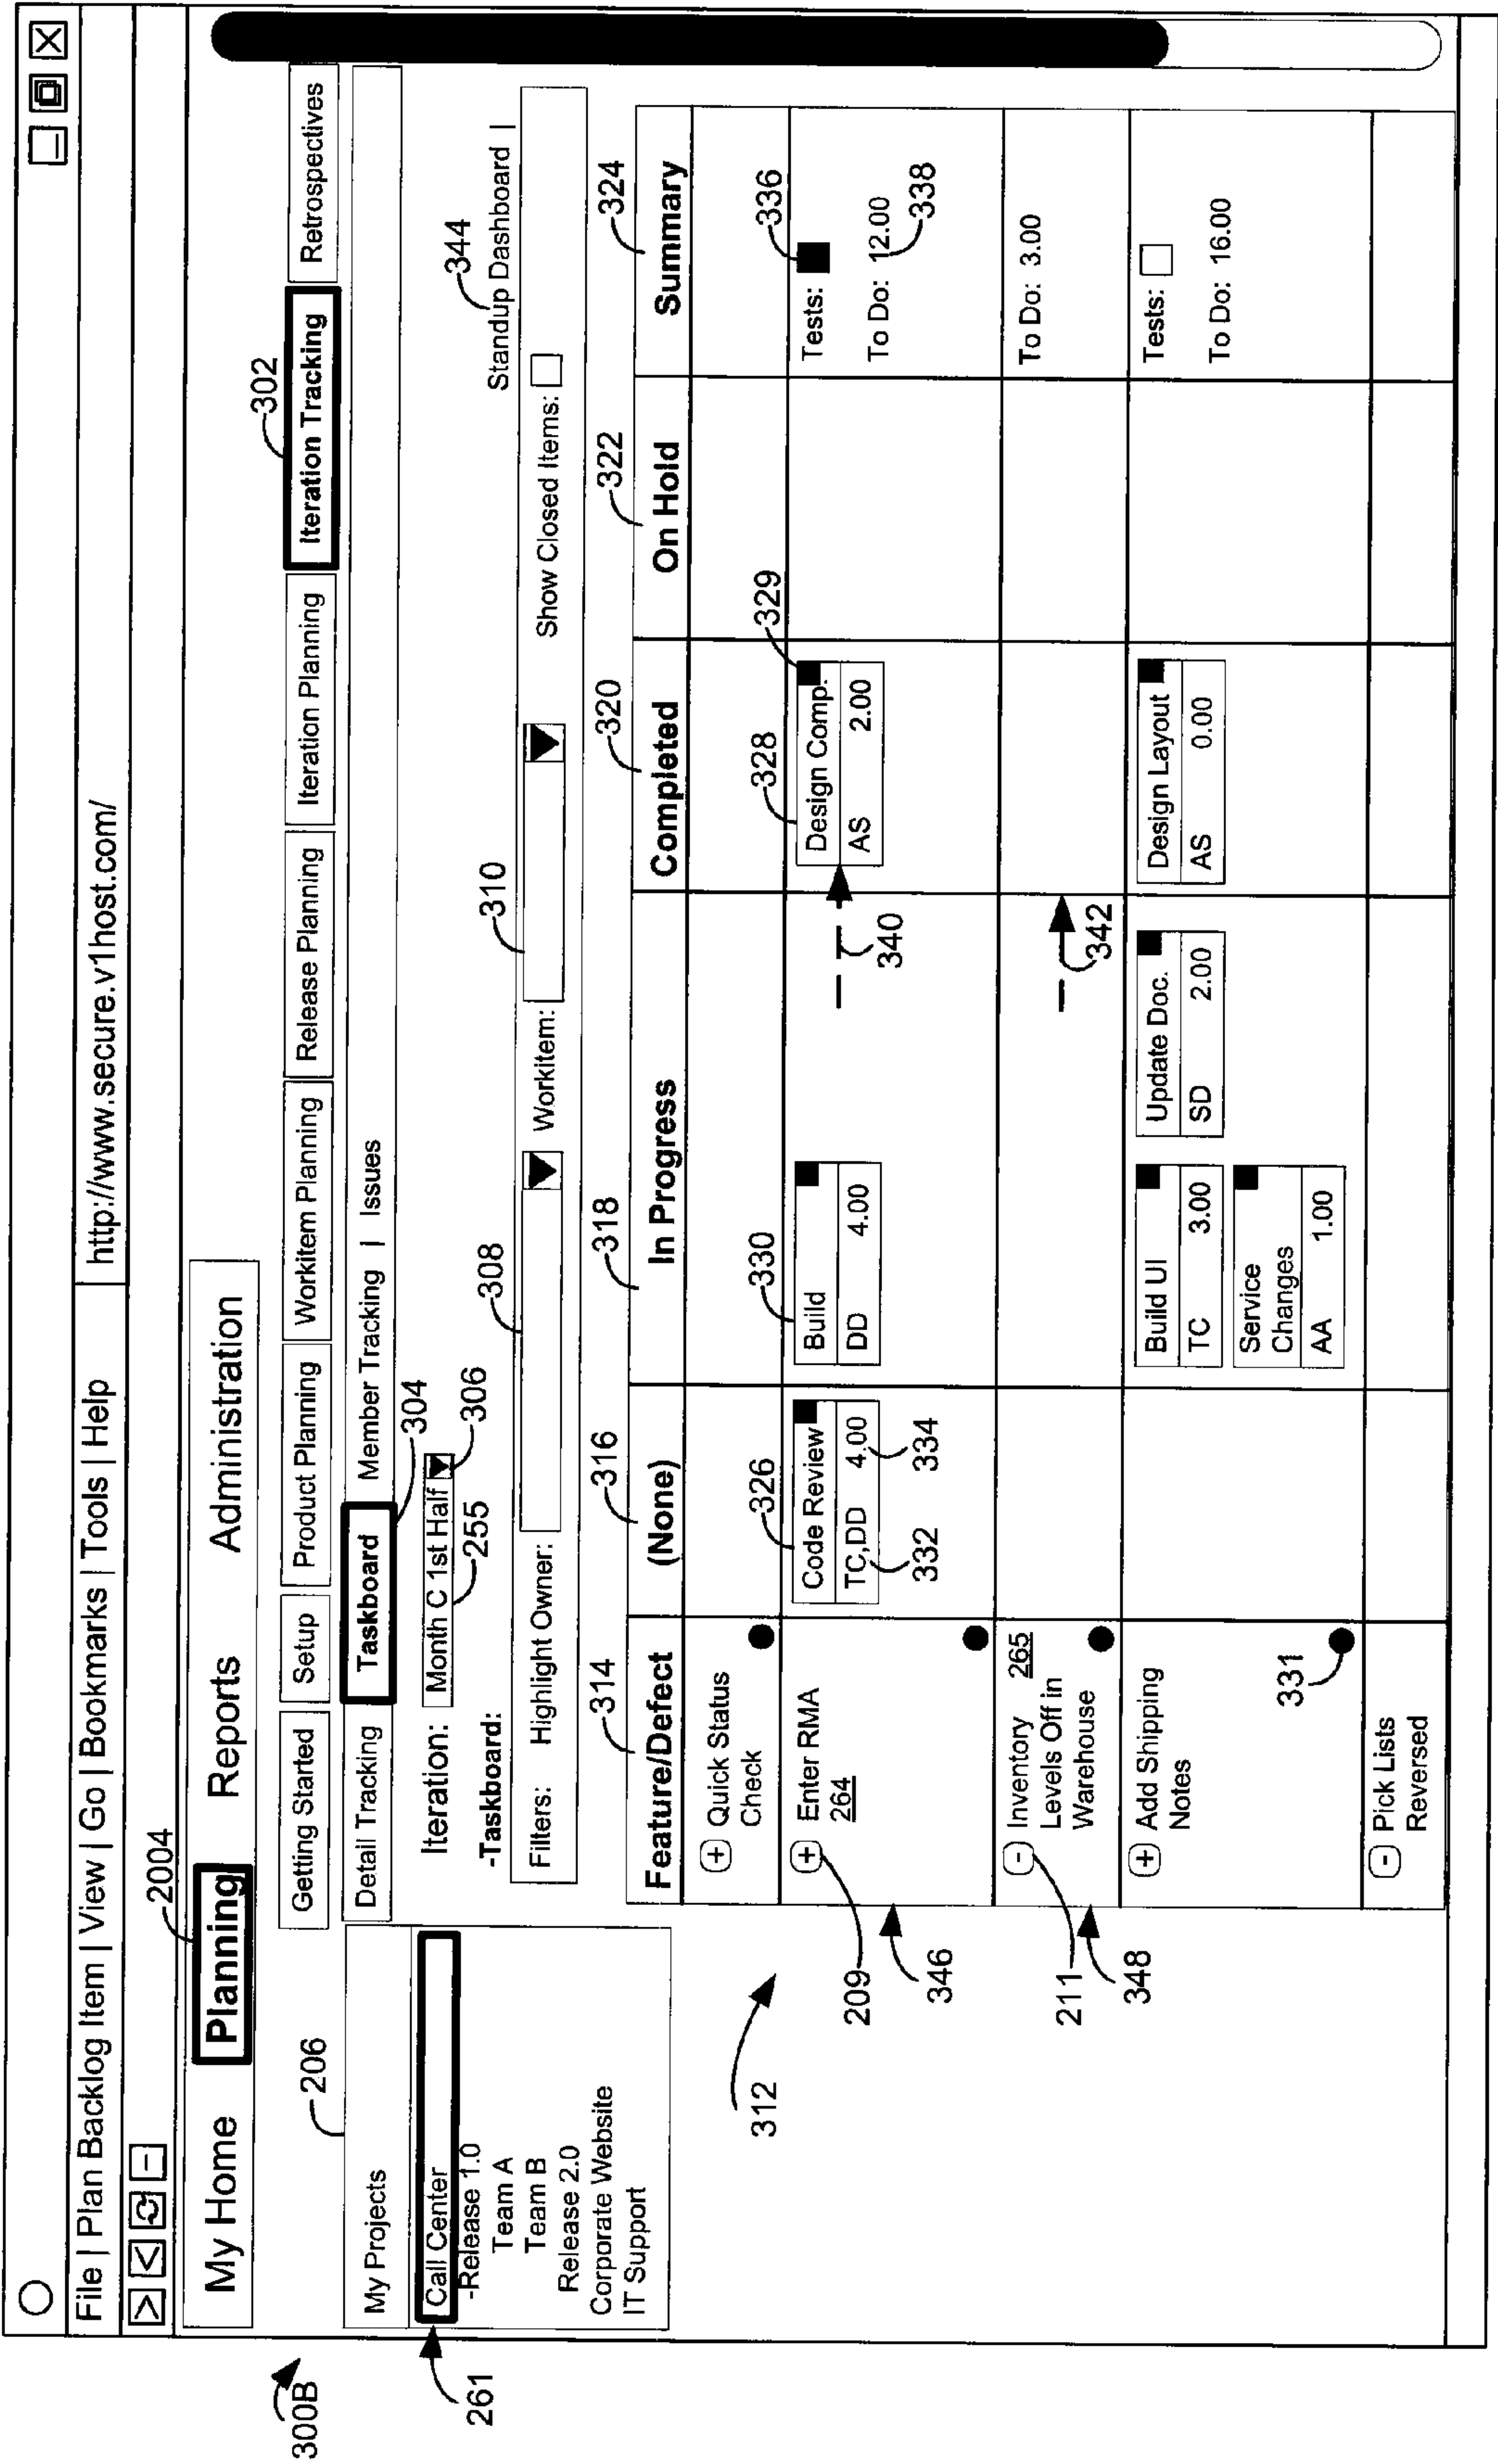 File | Plan Backlog Item | View | Go | Bookmarks | Tools | Help
http://www.secure.v1host.com/
2004
300B
My Home Planning Reports Administration
206
302
Getting Started Setup Product Planning Workitem Planning Release Planning Iteration Planning Iteration Tracking Retrospectives
My Projects
Detail Tracking Taskboard Member Tracking | Issues
304
261
Call Center
Iteration: Month C 1st Half
255
306
344
-Release 1.0
Team A
Team B
Release 2.0
Corporate Website
IT Support
-Taskboard:
Standup Dashboard |
308
310
Filters: Highlight Owner: Workitem: Show Closed Items:
314
316
318
320
322
324
Feature/Defect (None) In Progress Completed On Hold Summary
312
+ Quick Status
Check
326
330
328
329
336
209
346
+ Enter RMA
264
Code Review
TC,DD 4.00
332
334
Build
DD 4.00
340
Design Comp.
AS 2.00
Tests:
To Do: 12.00
338
211
348
- Inventory 265
Levels Off in
Warehouse
342
To Do: 3.00
+ Add Shipping
Notes
331
Build UI
TC 3.00
Service
Changes
AA 1.00
Update Doc.
SD 2.00
Design Layout
AS 0.00
Tests:
To Do: 16.00
- Pick Lists
Reversed